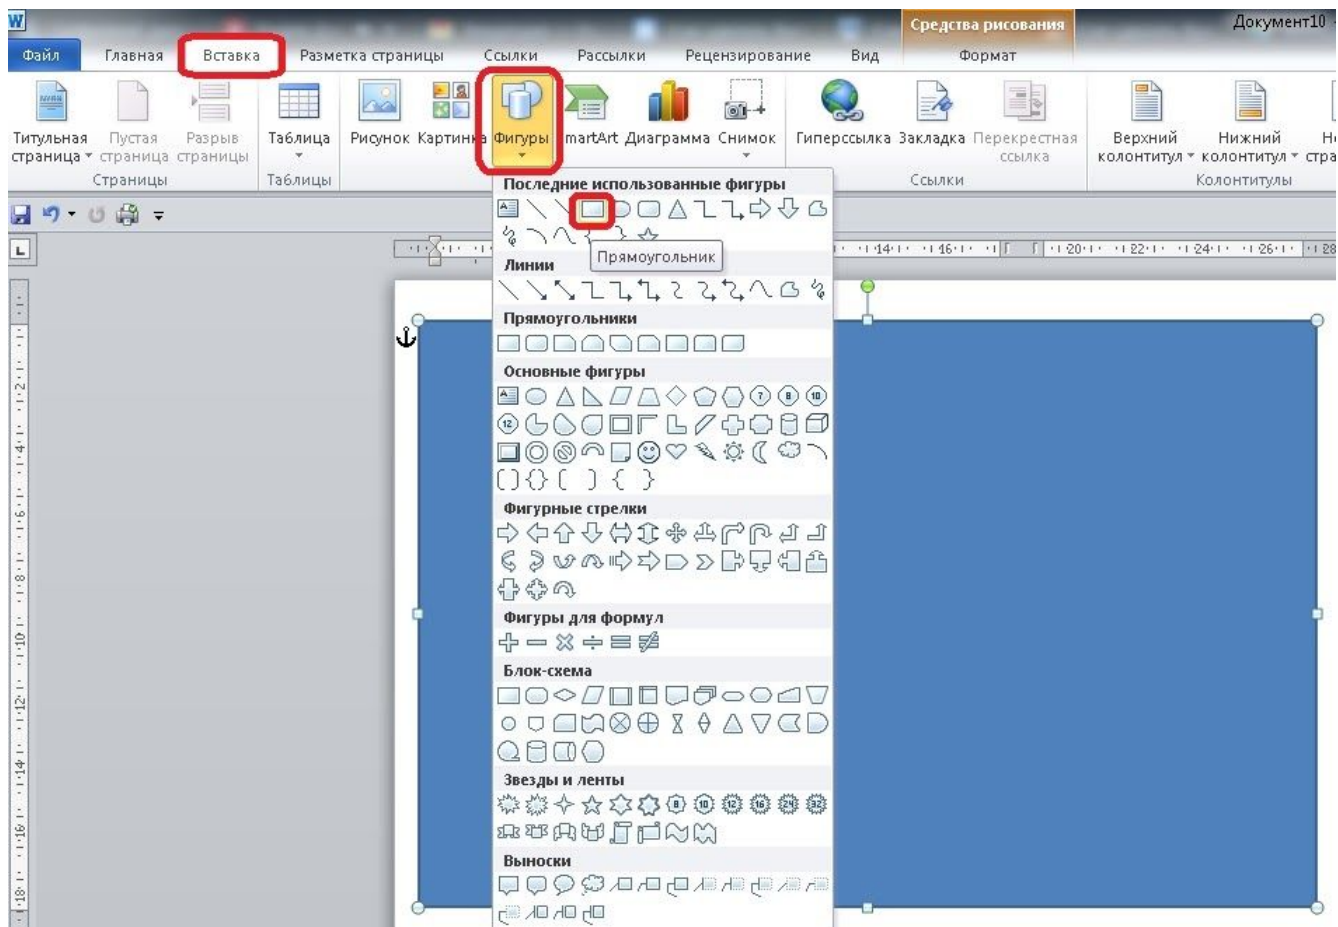 Средства рисования Документ10 -
Файл Главная Вставка Разметка страницы Ссылки Рассылки Рецензирование Вид Формат
Титульная страница Пустая страница Разрыв страницы Таблица Рисунок Картинка Фигуры martArt Диаграмма Снимок Гиперссылка Закладка Перекрестная ссылка Верхний колонтитул Нижний колонтитул
Страницы Таблицы Ссылки Колонтитулы
Последние использованные фигуры
Прямоугольник
Линии
Прямоугольники
Основные фигуры
Фигурные стрелки
Фигуры для формул
Блок-схема
Звезды и ленты
Выноски